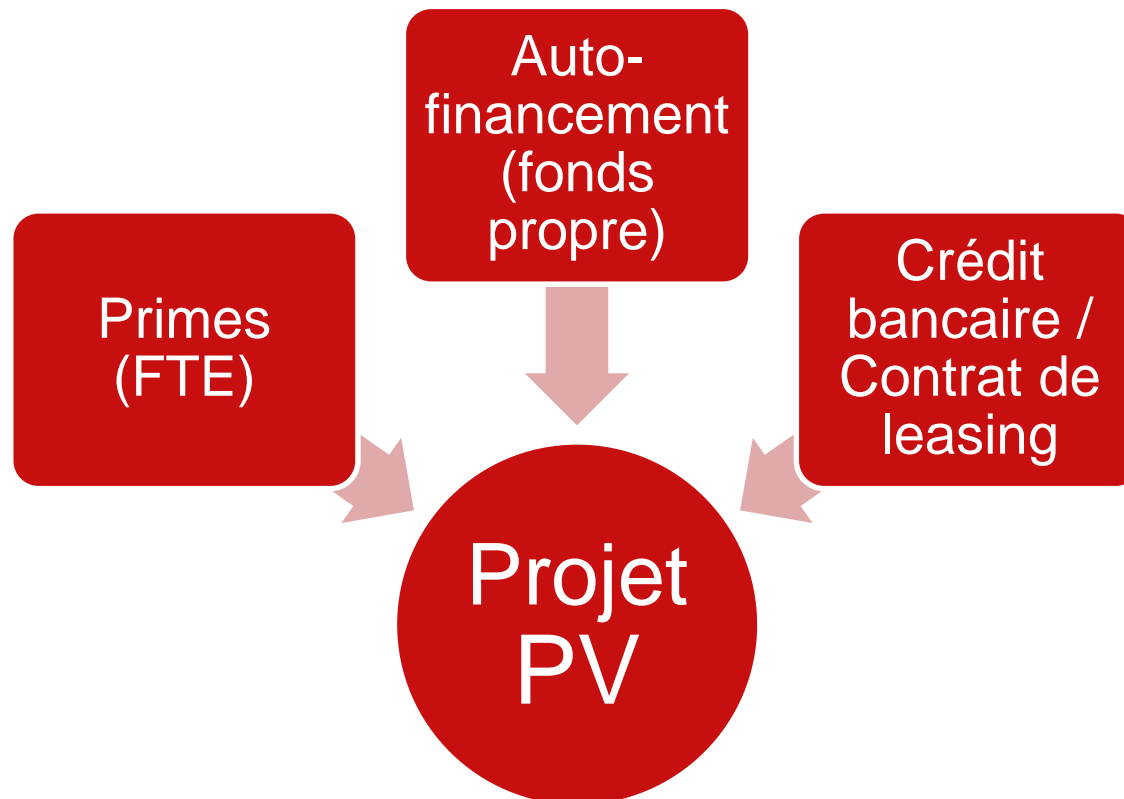 Primes
(FTE)
Auto-
financement
(fonds
propre)
Crédit
bancaire /
Contrat de
leasing
Projet
PV